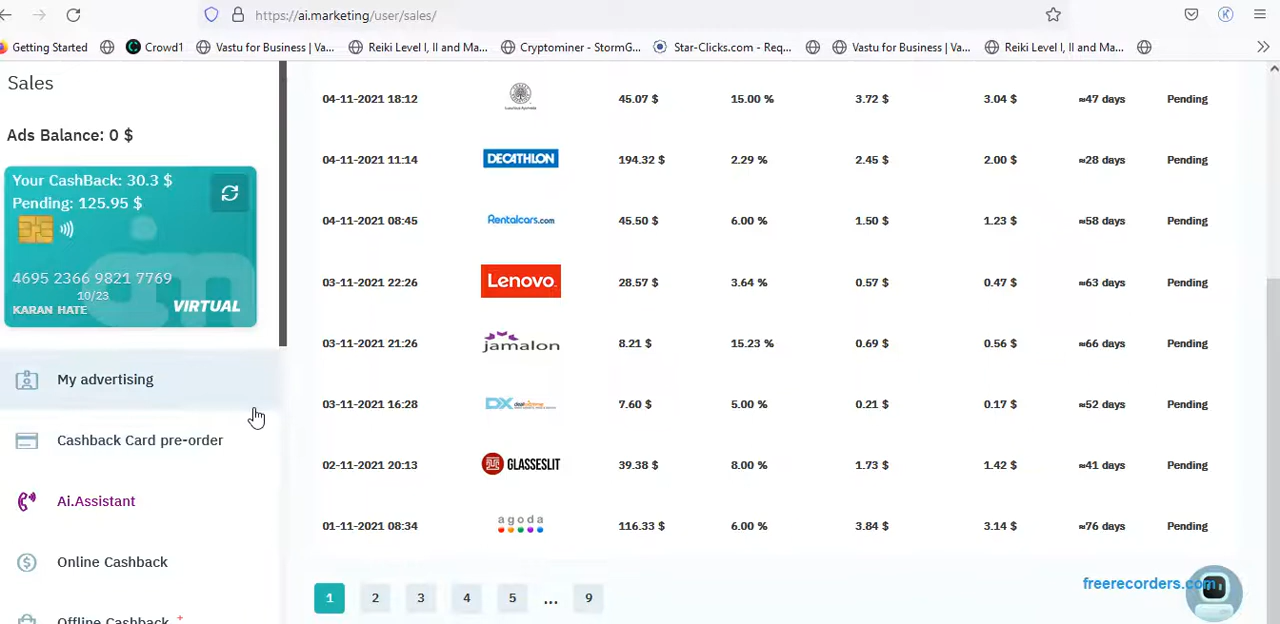 https://ai.marketing/user/sales/
Getting Started
Crowd1
Vastu for Business | Va...
Reiki Level I, II and Ma...
Cryptominer - StormG...
Star-Clicks.com - Req...
Vastu for Business | Va...
Reiki Level I, II and Ma...
Sales
Ads Balance: 0 $
Your CashBack: 30.3 $
Pending: 125.95 $
4695 2366 9821 7769
10/23
KARAN HATE
VIRTUAL
My advertising
Cashback Card pre-order
Ai.Assistant
Online Cashback
Offline Cashback *
04-11-2021 18:12 45.07 $ 15.00 % 3.72 $ 3.04 $ ≈47 days Pending
04-11-2021 11:14 DECATHLON 194.32 $ 2.29 % 2.45 $ 2.00 $ ≈28 days Pending
04-11-2021 08:45 Rentalcars.com 45.50 $ 6.00 % 1.50 $ 1.23 $ ≈58 days Pending
03-11-2021 22:26 Lenovo 28.57 $ 3.64 % 0.57 $ 0.47 $ ≈63 days Pending
03-11-2021 21:26 jamalon 8.21 $ 15.23 % 0.69 $ 0.56 $ ≈66 days Pending
03-11-2021 16:28 DX 7.60 $ 5.00 % 0.21 $ 0.17 $ ≈52 days Pending
02-11-2021 20:13 GLASSESLIT 39.38 $ 8.00 % 1.73 $ 1.42 $ ≈41 days Pending
01-11-2021 08:34 agoda 116.33 $ 6.00 % 3.84 $ 3.14 $ ≈76 days Pending
1 2 3 4 5 ... 9
freerecorders.com